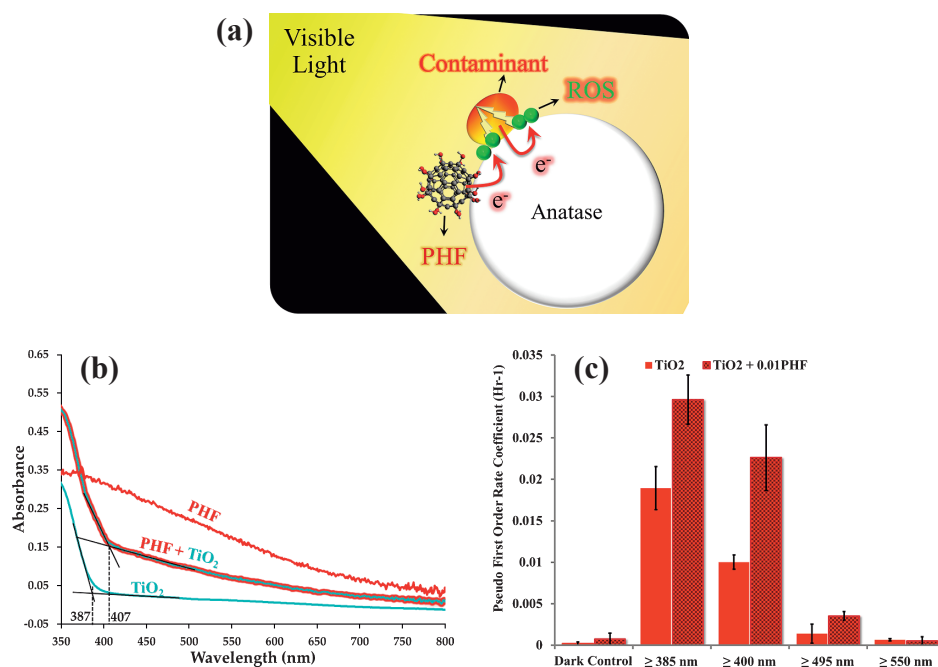 (a)
Visible
Light
Contaminant
ROS
e-
e-
Anatase
PHF
(b)
0.65
0.55
0.45
0.35
0.25
0.15
0.05
-0.05
Absorbance
PHF
PHF + TiO2
TiO2
387
407
350 400 450 500 550 600 650 700 750 800
Wavelength (nm)
(c)
TiO2 TiO2 + 0.01PHF
0.035
0.03
0.025
0.02
0.015
0.01
0.005
0
Pseudo First Order Rate Coefficient (Hr-1)
Dark Control ≥ 385 nm ≥ 400 nm ≥ 495 nm ≥ 550 nm